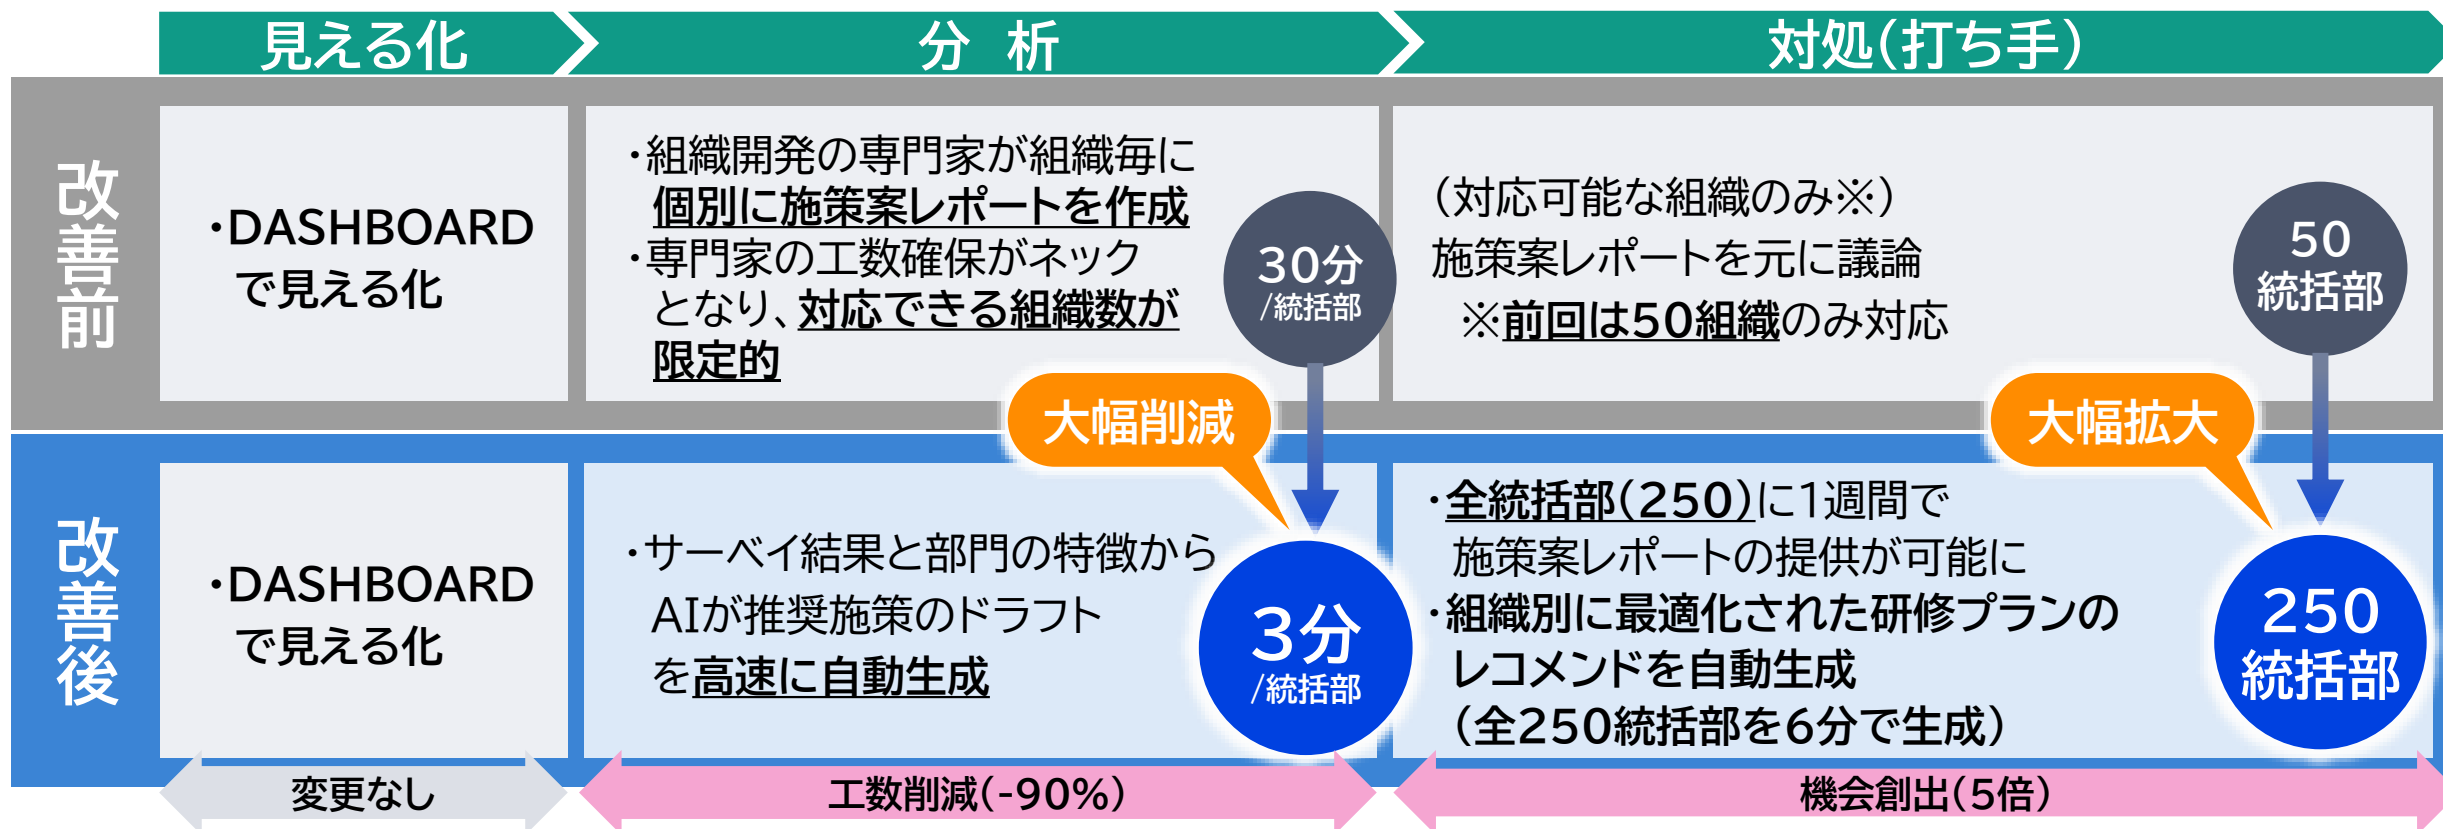 見える化
分 析
対処(打ち手)
改善前
・DASHBOARD
で見える化
・組織開発の専門家が組織毎に
個別に施策案レポートを作成
・専門家の工数確保がネック
となり、対応できる組織数が
限定的
30分
/統括部
(対応可能な組織のみ※)
施策案レポートを元に議論
※前回は50組織のみ対応
50
統括部
大幅削減
大幅拡大
改善後
・DASHBOARD
で見える化
・サーベイ結果と部門の特徴から
AIが推奨施策のドラフト
を高速に自動生成
3分
/統括部
・全統括部(250)に1週間で
施策案レポートの提供が可能に
・組織別に最適化された研修プランの
レコメンドを自動生成
(全250統括部を6分で生成)
250
統括部
変更なし
工数削減(-90%)
機会創出(5倍)